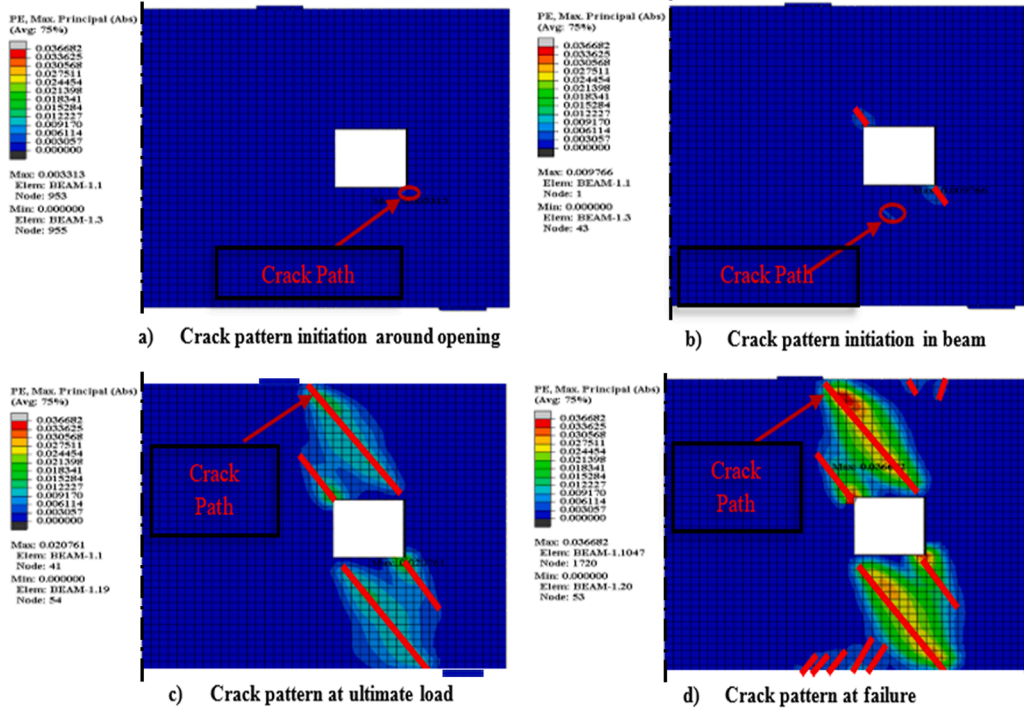 PE, Max. Principal (Abs)
(Avg: 75%)
0.036682
0.033625
0.030568
0.027511
0.024454
0.021398
0.018341
0.015284
0.012227
0.009170
0.006114
0.003057
0.000000
Max: 0.003313
Elem: BEAM-1.1
Node: 953
Min: 0.000000
Elem: BEAM-1.3
Node: 955
Crack Path
a) Crack pattern initiation around opening
PE, Max. Principal (Abs)
(Avg: 75%)
0.036682
0.033625
0.030568
0.027511
0.024454
0.021398
0.018341
0.015284
0.012227
0.009170
0.006114
0.003057
0.000000
Max: 0.009766
Elem: BEAM-1.1
Node: 1
Min: 0.000000
Elem: BEAM-1.3
Node: 43
Max: 0.009766
Crack Path
b) Crack pattern initiation in beam
PE, Max. Principal (Abs)
(Avg: 75%)
0.036682
0.033625
0.030568
0.027511
0.024454
0.021398
0.018341
0.015284
0.012227
0.009170
0.006114
0.003057
0.000000
Max: 0.020761
Elem: BEAM-1.1
Node: 41
Min: 0.000000
Elem: BEAM-1.19
Node: 54
Crack
Path
c) Crack pattern at ultimate load
PE, Max. Principal (Abs)
(Avg: 75%)
0.036682
0.033625
0.030568
0.027511
0.024454
0.021398
0.018341
0.015284
0.012227
0.009170
0.006114
0.003057
0.000000
Max: 0.036682
Elem: BEAM-1.1047
Node: 1720
Min: 0.000000
Elem: BEAM-1.20
Node: 53
Crack
Path
d) Crack pattern at failure